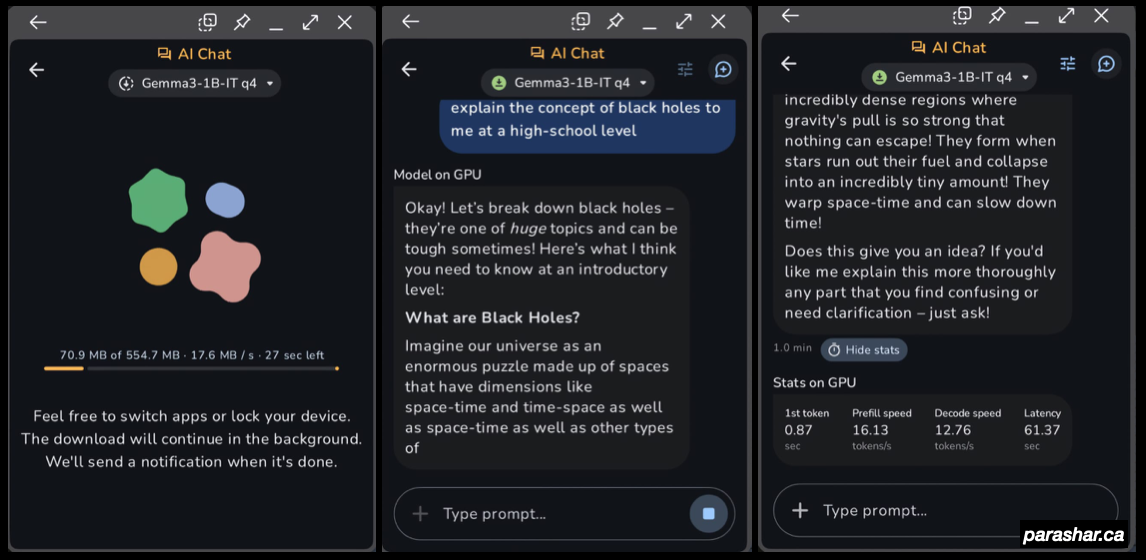 AI Chat
Gemma3-1B-IT q4
70.9 MB of 554.7 MB · 17.6 MB / s · 27 sec left
Feel free to switch apps or lock your device.
The download will continue in the background.
We'll send a notification when it's done.
AI Chat
Gemma3-1B-IT q4
explain the concept of black holes to
me at a high-school level
Model on GPU
Okay! Let's break down black holes –
they're one of huge topics and can be
tough sometimes! Here's what I think
you need to know at an introductory
level:
What are Black Holes?
Imagine our universe as an
enormous puzzle made up of spaces
that have dimensions like
space-time and time-space as well
as space-time as well as other types
of
Type prompt...
AI Chat
Gemma3-1B-IT q4
incredibly dense regions where
gravity's pull is so strong that
nothing can escape! They form when
stars run out their fuel and collapse
into an incredibly tiny amount! They
warp space-time and can slow down
time!
Does this give you an idea? If you'd
like me explain this more thoroughly
any part that you find confusing or
need clarification – just ask!
1.0 min Hide stats
Stats on GPU
1st token Prefill speed Decode speed Latency
0.87 16.13 12.76 61.37
sec tokens/s tokens/s sec
Type prompt...
parashar.ca